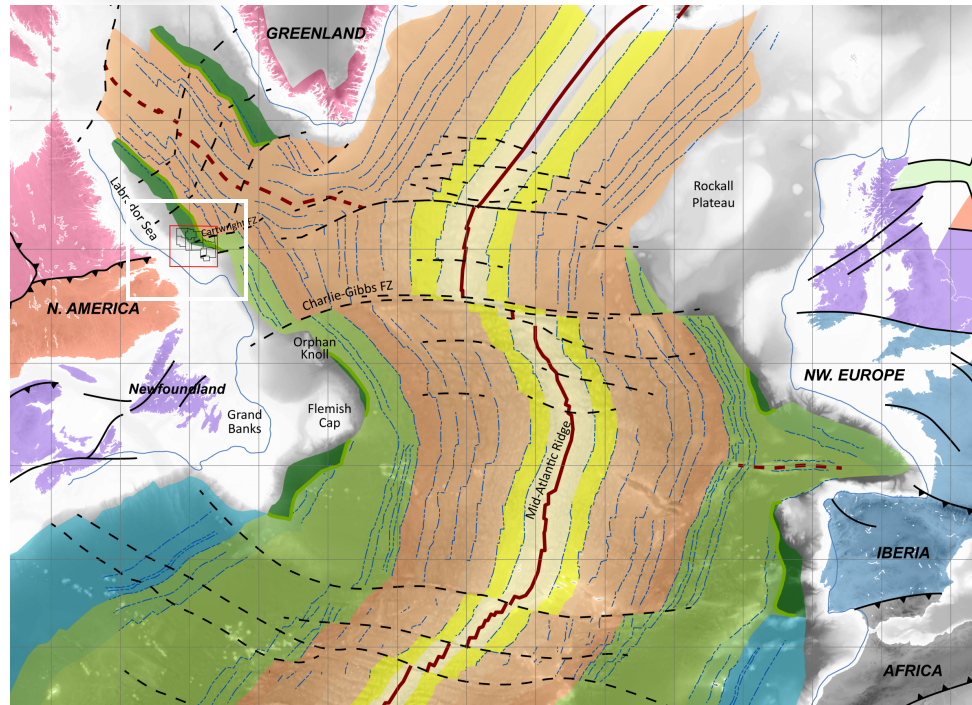 GREENLAND
Rockall
Plateau
Labrador Sea
Cartwright FZ
Charlie-Gibbs FZ
N. AMERICA
Orphan
Knoll
NW. EUROPE
Newfoundland
Grand
Banks
Flemish
Cap
Mid-Atlantic Ridge
IBERIA
AFRICA